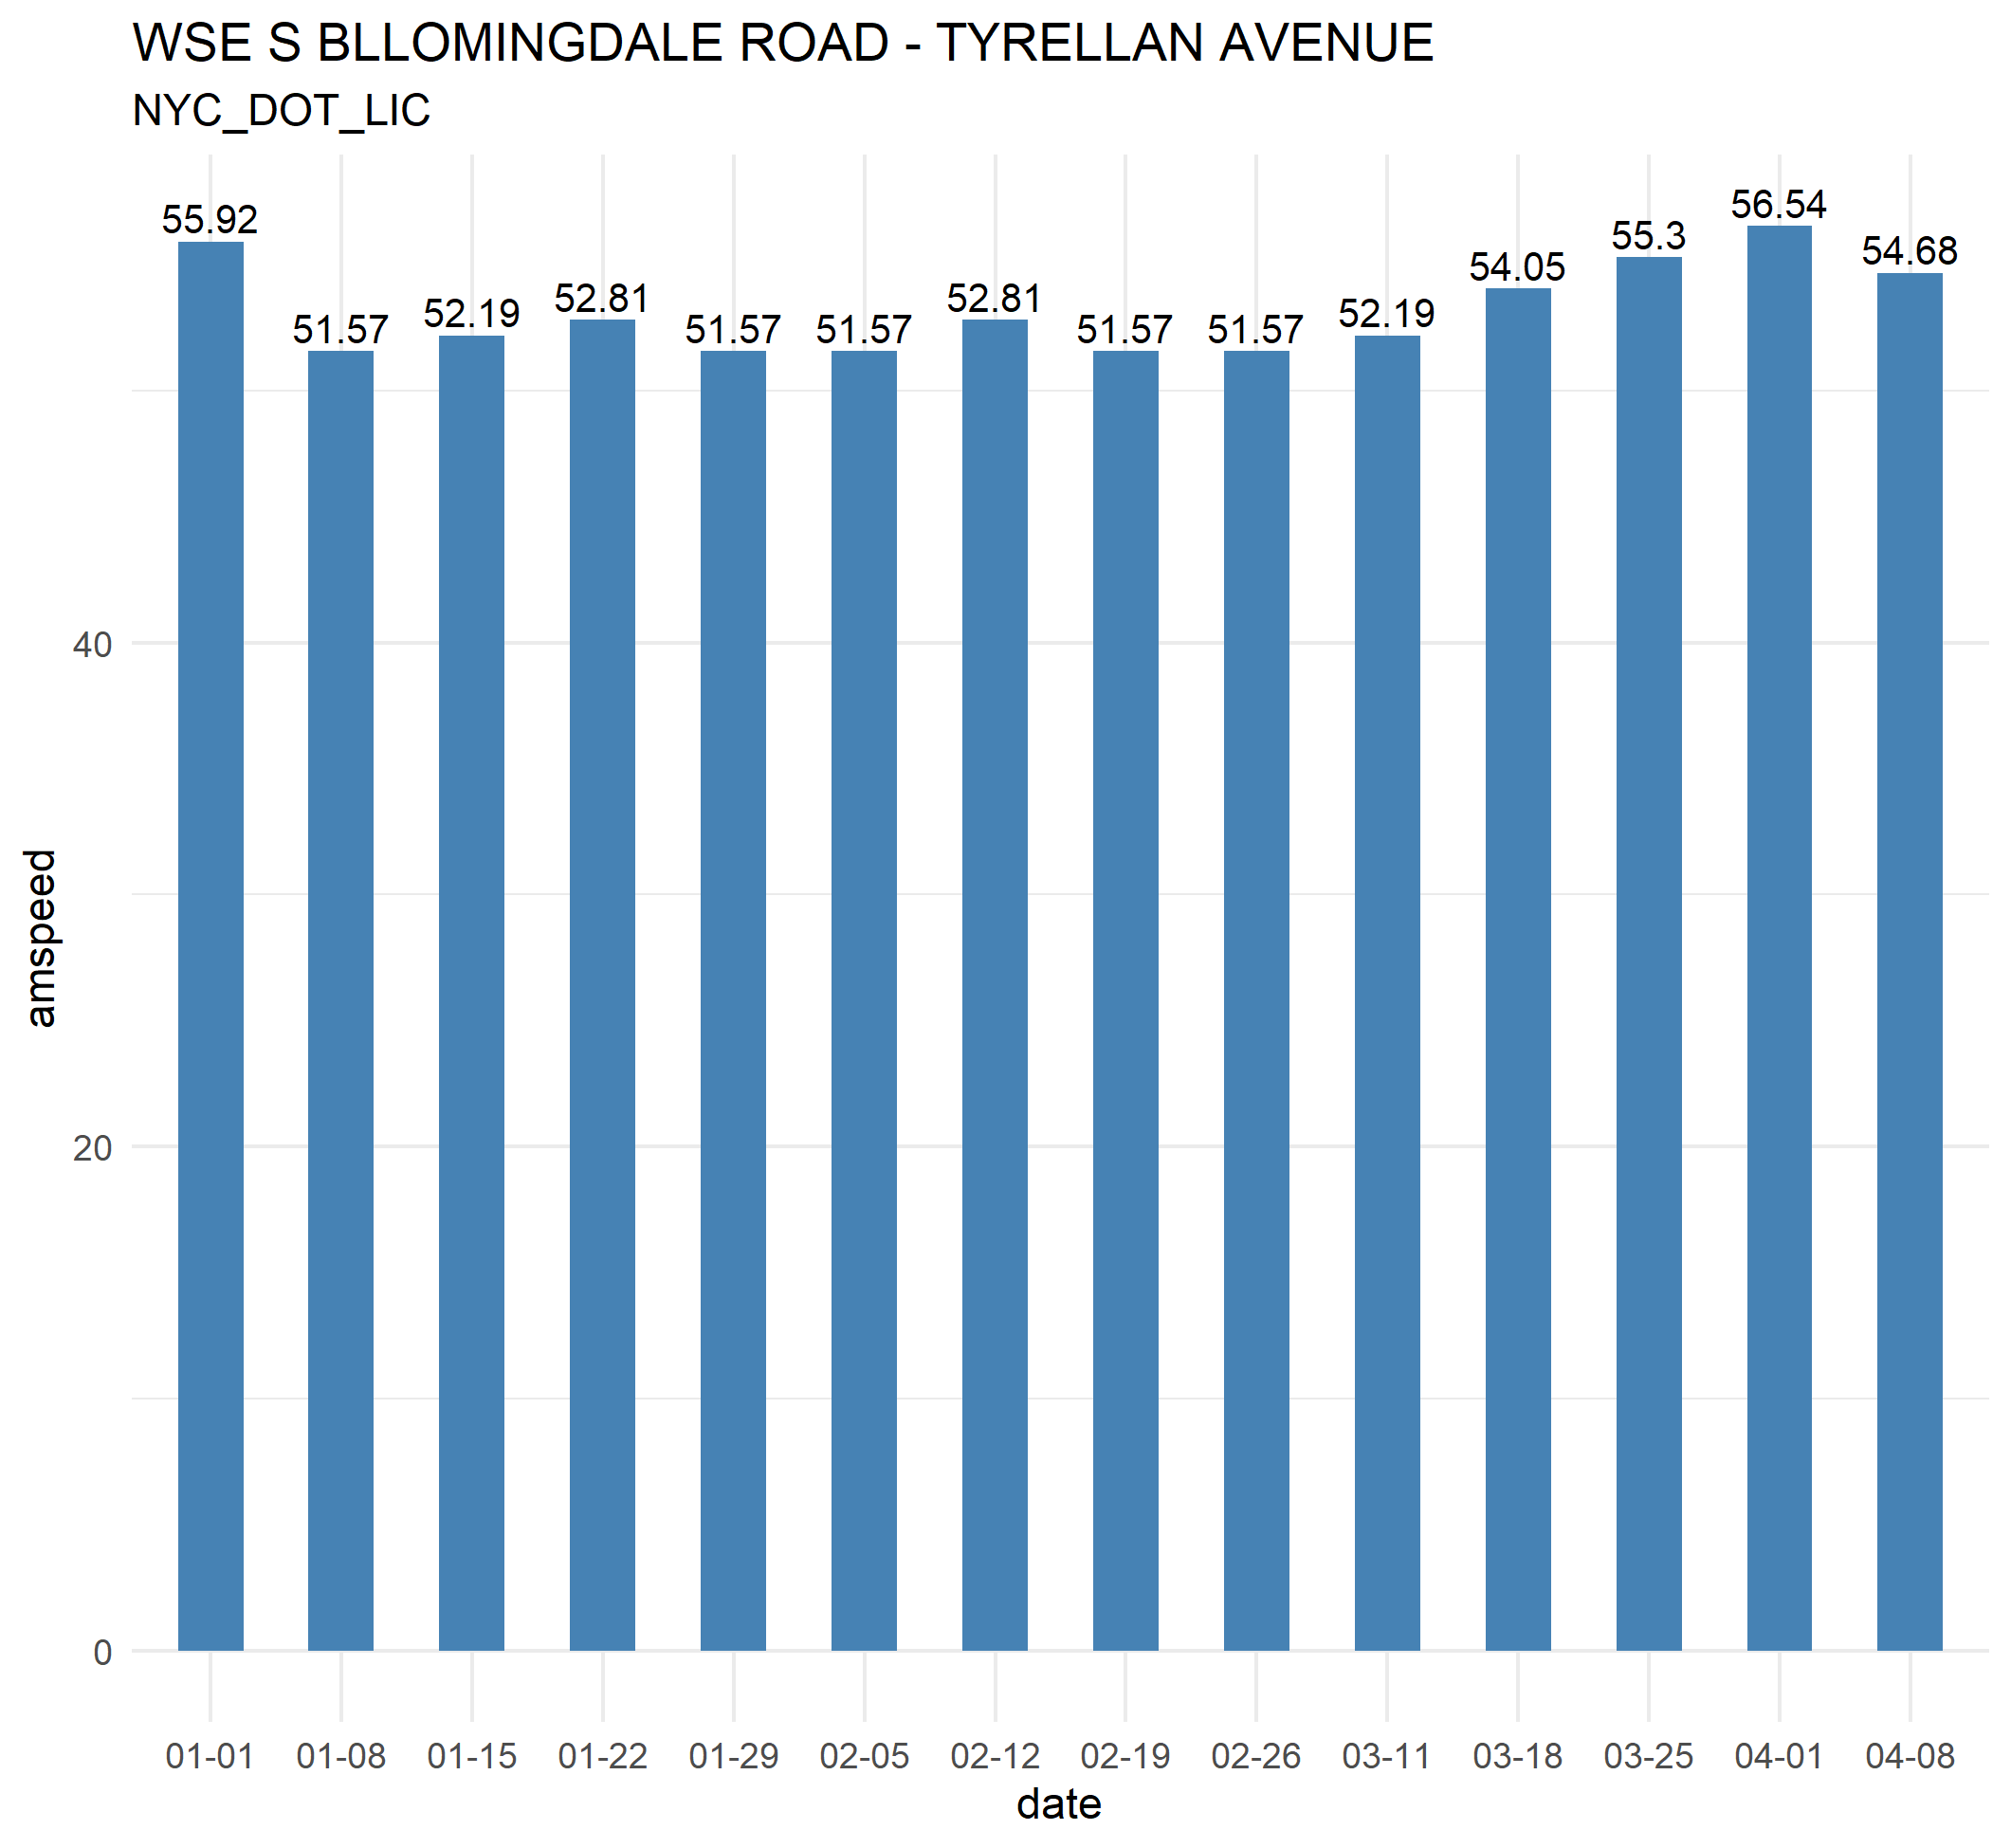 WSE S BLLOMINGDALE ROAD - TYRELLAN AVENUE
NYC_DOT_LIC
55.92 51.57 52.19 52.81 51.57 51.57 52.81 51.57 51.57 52.19 54.05 55.3 56.54 54.68
40
20
0
amspeed
01-01 01-08 01-15 01-22 01-29 02-05 02-12 02-19 02-26 03-11 03-18 03-25 04-01 04-08
date